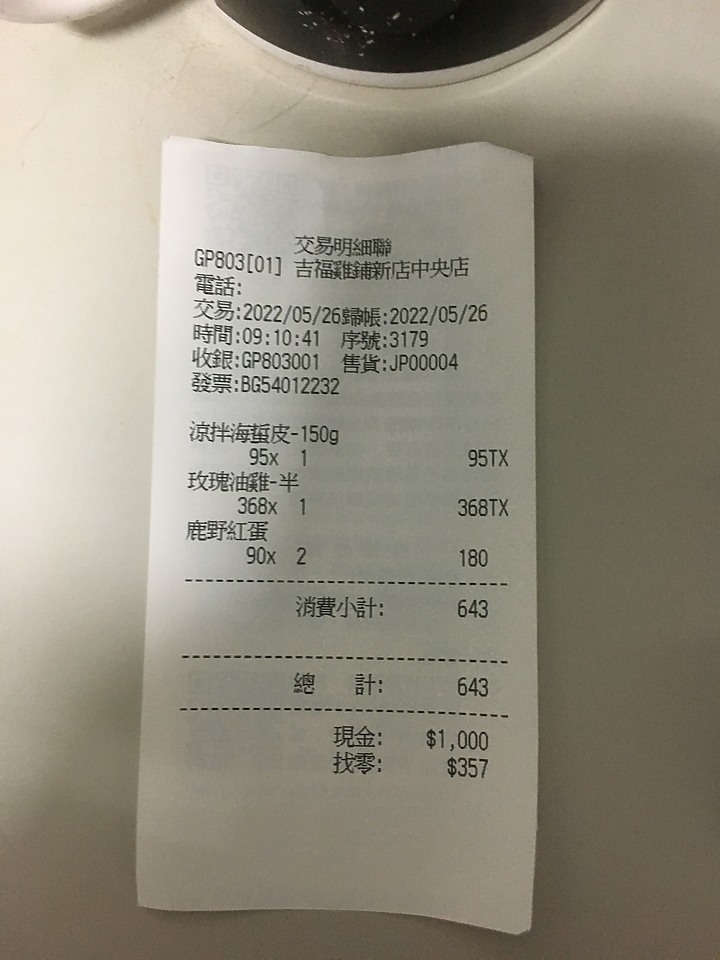 交易明細聯
GP803[01] 吉福雞鋪新店中央店
電話:
交易:2022/05/26歸帳:2022/05/26
時間:09:10:41 序號:3179
收銀:GP803001 售貨:JP00004
發票:BG54012232
涼拌海蜇皮-150g
95x 1 95TX
玫瑰油雞-半
368x 1 368TX
鹿野紅蛋
90x 2 180
消費小計: 643
總 計: 643
現金: $1,000
找零: $357